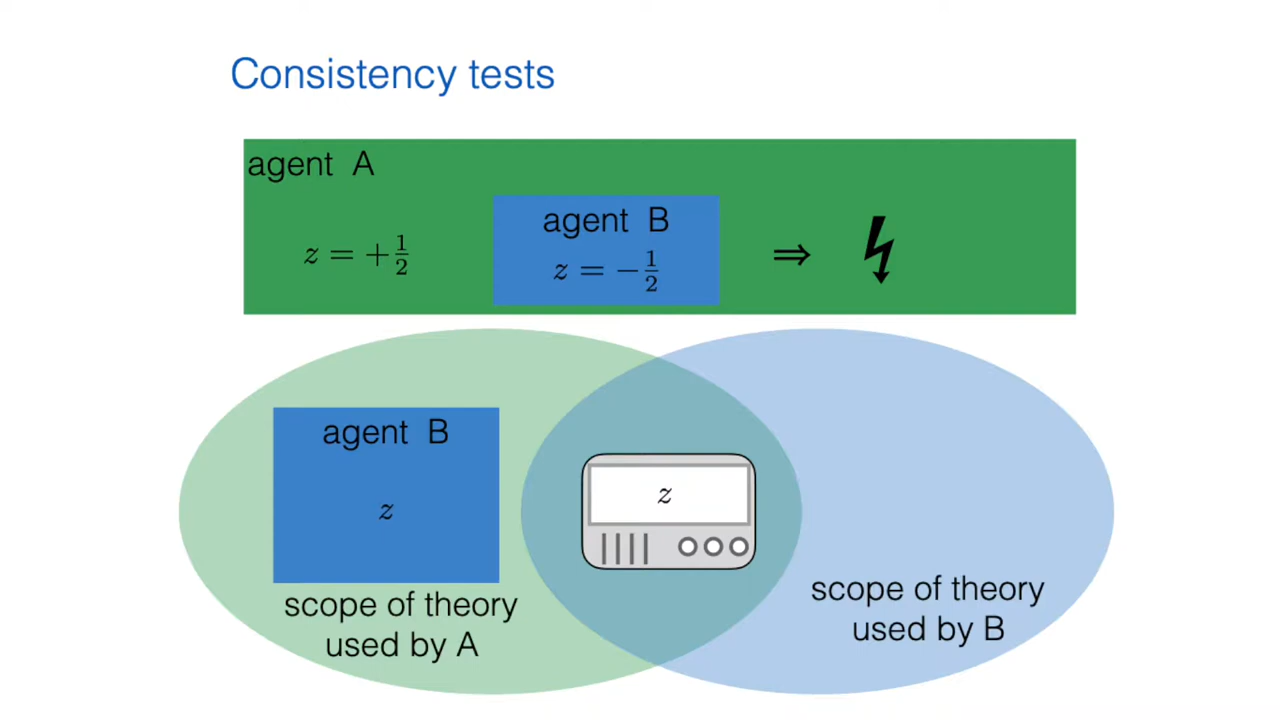 Consistency tests
agent A
z = +1/2
agent B
z = −1/2
⇒
agent B
z
z
scope of theory
used by A
scope of theory
used by B